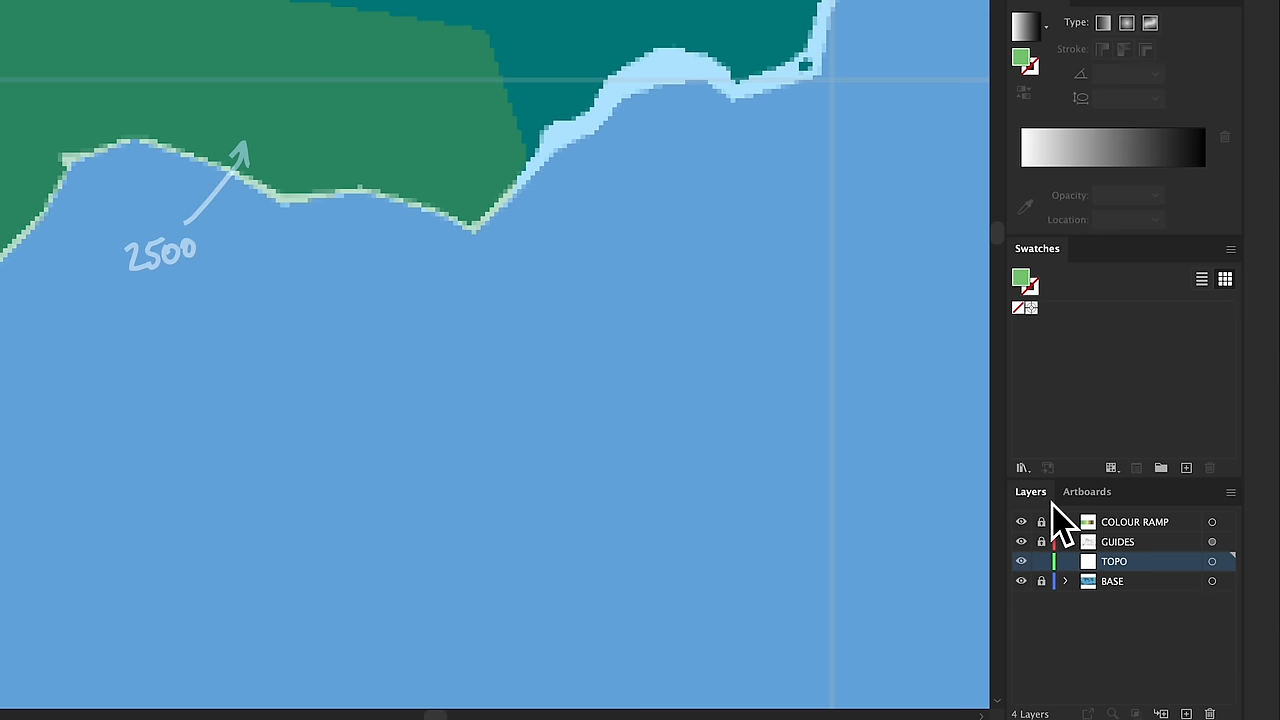 Type:
Stroke:
2500
Opacity:
Location:
Swatches
Layers Artboards
COLOUR RAMP
GUIDES
TOPO
BASE
4 Layers